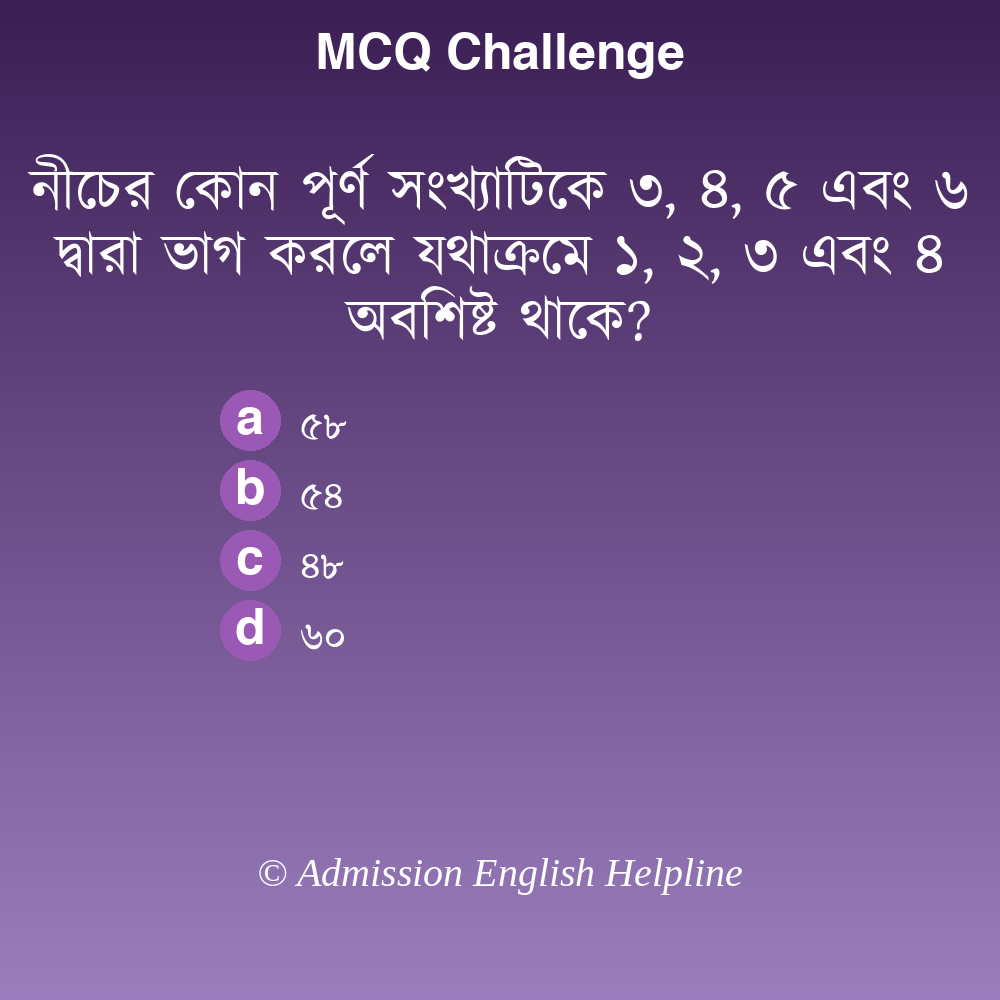 MCQ Challenge
নীচের কোন পূর্ণ সংখ্যাটিকে ৩, ৪, ৫ এবং ৬
দ্বারা ভাগ করলে যথাক্রমে ১, ২, ৩ এবং ৪
অবশিষ্ট থাকে?
a ৫৮
b ৫৪
c ৪৮
d ৬০
© Admission English Helpline